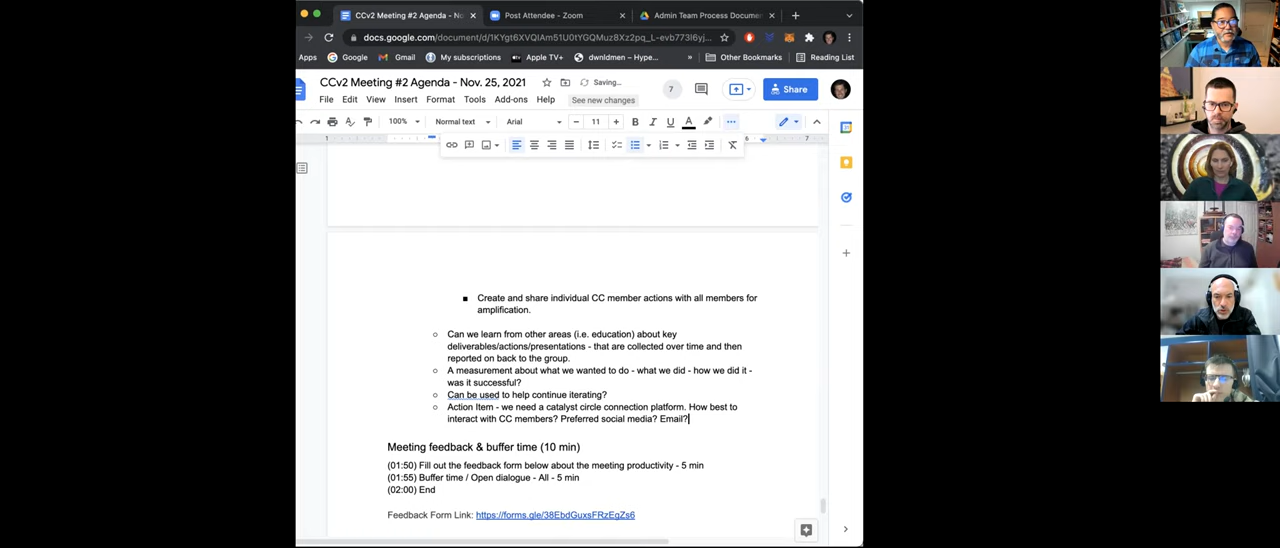 CCv2 Meeting #2 Agenda - No
Post Attendee - Zoom
Admin Team Process Documen
docs.google.com/document/d/1KYgt6XVQIAm51U0tYGQMuz8Xz2pq_L-evb773I6yj...
Apps
Google
Gmail
My subscriptions
Apple TV+
dwnldmen – Hype...
»
Other Bookmarks
Reading List
CCv2 Meeting #2 Agenda - Nov. 25, 2021
Saving...
7
Share
File Edit View Insert Format Tools Add-ons Help
See new changes
100%
Normal text
Arial
11
B I U A
1
6
7
Create and share individual CC member actions with all members for
amplification.
Can we learn from other areas (i.e. education) about key
deliverables/actions/presentations - that are collected over time and then
reported on back to the group.
A measurement about what we wanted to do - what we did - how we did it -
was it successful?
Can be used to help continue iterating?
Action Item - we need a catalyst circle connection platform. How best to
interact with CC members? Preferred social media? Email?
Meeting feedback & buffer time (10 min)
(01:50) Fill out the feedback form below about the meeting productivity - 5 min
(01:55) Buffer time / Open dialogue - All - 5 min
(02:00) End
Feedback Form Link: https://forms.gle/38EbdGuxsFRzEgZs6